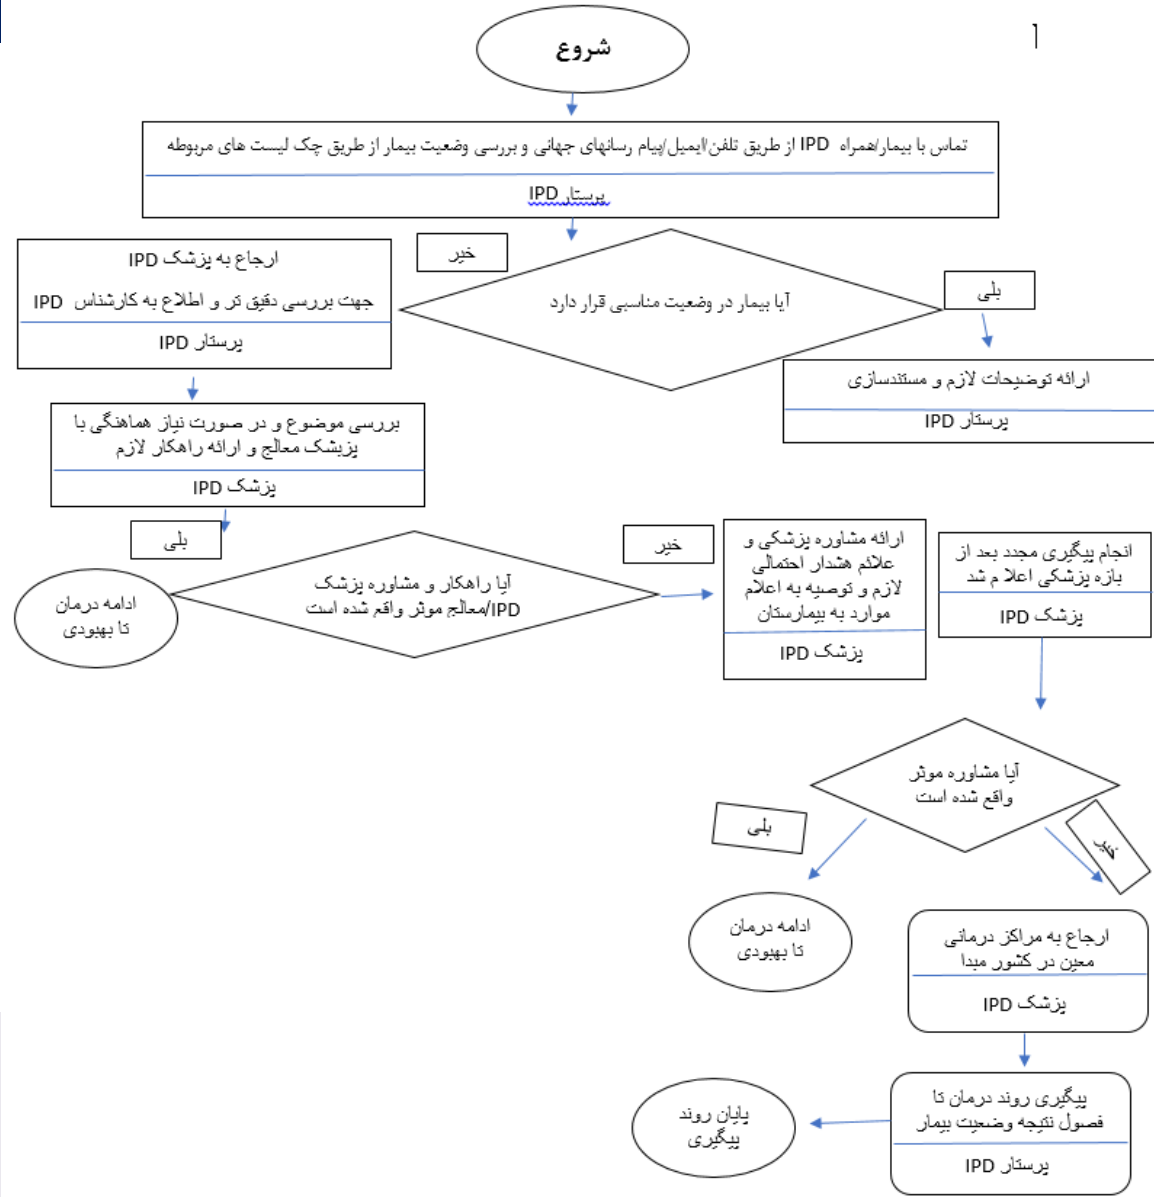 آ
شروع
تماس با بیمار/همراه IPD از طریق تلفن/ایمیل/پیام رسانهای جهانی و بررسی وضعیت بیمار از طریق چک لیست های مربوطه
پرستار IPD
خیر
آیا بیمار در وضعیت مناسبی قرار دارد
بلی
ارائه توضیحات لازم و مستندسازی
پرستار IPD
ارجاع به پزشک IPD
جهت بررسی دقیق تر و اطلاع به کارشناس IPD
پرستار IPD
بررسی موضوع و در صورت نیاز هماهنگی با
پزیشک معالج و ارائه راهکار لازم
پزشک IPD
بلی
ادامه درمان
تا بهبودی
آیا راهکار و مشاوره پزشک
IPD/معالج موثر واقع شده است
خیر
ارائه مشاوره پزشکی و
علائم هشدار احتمالی
لازم و توصیه به اعلام
موارد به بیمارستان
پزشک IPD
انجام پیگیری مجدد بعد از
بازه پزشکی اعلا م شد
پزشک IPD
آیا مشاوره موثر
واقع شده است
بلی
خیر
ادامه درمان
تا بهبودی
ارجاع به مراکز درمانی
معین در کشور مبدا
پزشک IPD
پیگیری روند درمان تا
فصول نتیجه وضعیت بیمار
پرستار IPD
پایان روند
پیگیری